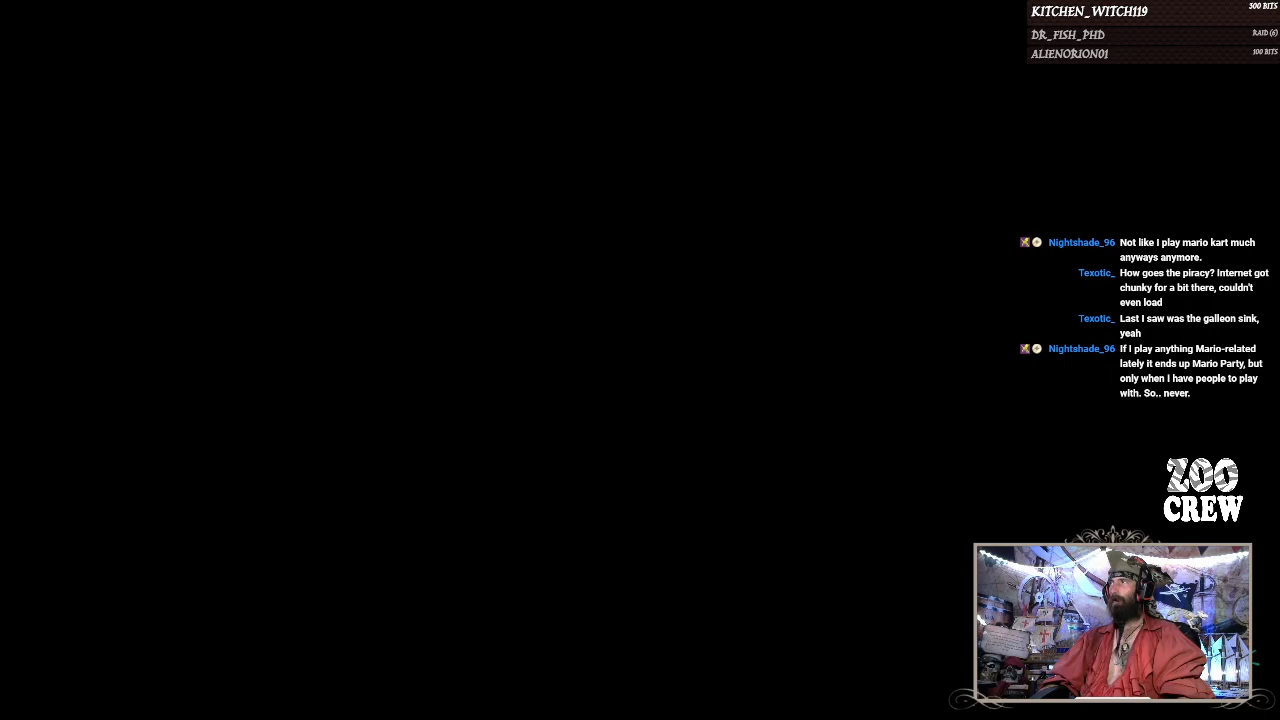 KITCHEN_WITCH119 300 BITS
DR_FISH_PHD RAID (6)
ALIENORION01 100 BITS
Nightshade_96 Not like I play mario kart much
anyways anymore.
Texotic_ How goes the piracy? Internet got
chunky for a bit there, couldn't
even load
Texotic_ Last I saw was the galleon sink,
yeah
Nightshade_96 If I play anything Mario-related
lately it ends up Mario Party, but
only when I have people to play
with. So.. never.
ZOO
CREW